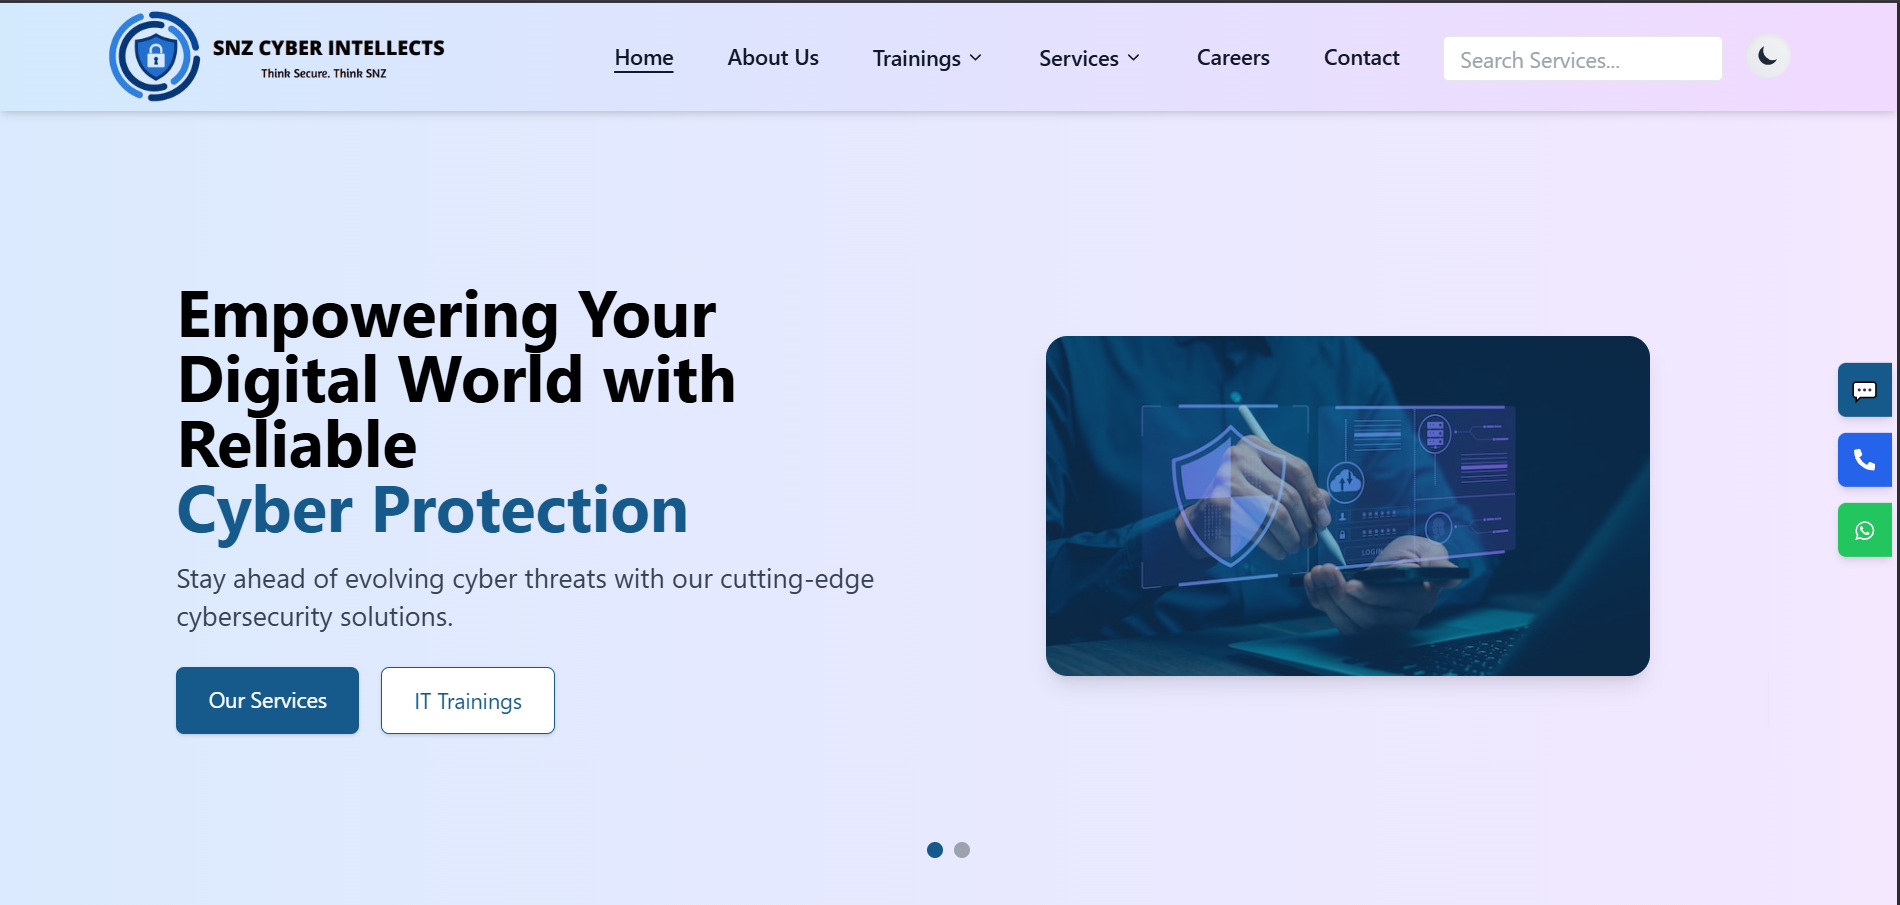 SNZ CYBER INTELLECTS
Think Secure. Think SNZ
Home
About Us
Trainings
Services
Careers
Contact
Search Services...
Empowering Your
Digital World with
Reliable
Cyber Protection
Stay ahead of evolving cyber threats with our cutting-edge
cybersecurity solutions.
Our Services
IT Trainings
LOGIN